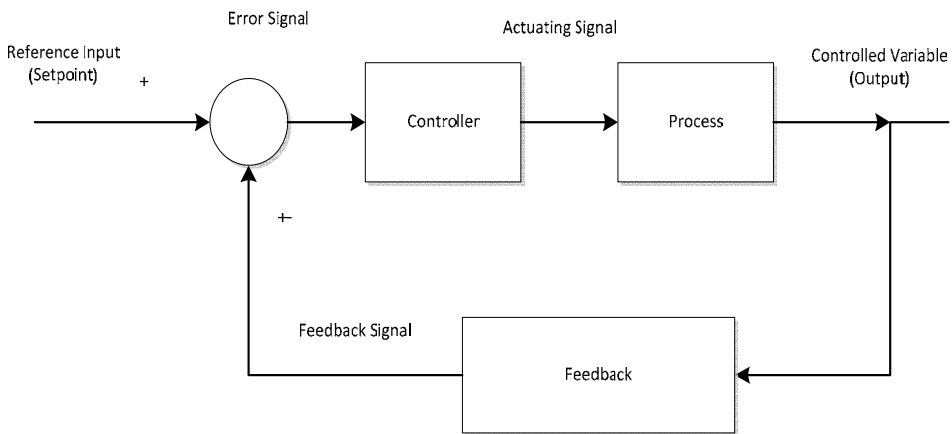 Error Signal
Actuating Signal
Reference Input
(Setpoint)
+
Controlled Variable
(Output)
Controller
Process
+-
Feedback Signal
Feedback